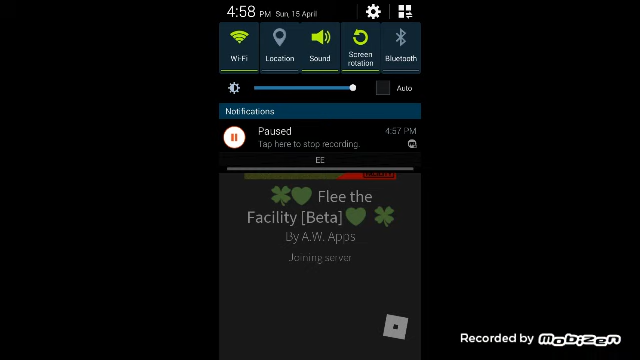 4:58 PM Sun, 15 April
Wi-Fi Location Sound Screen rotation Bluetooth
Auto
Notifications
Paused 4:57 PM
Tap here to stop recording.
EE
Flee the
Facility [Beta]
By A.W. Apps
Joining server
Recorded by Mobizen